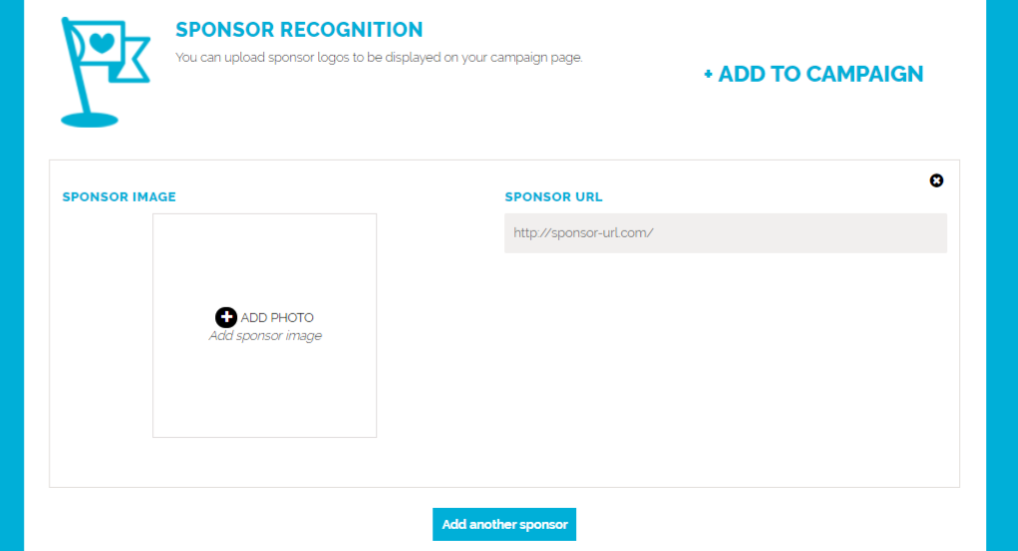 SPONSOR RECOGNITION
You can upload sponsor logos to be displayed on your campaign page.
+ ADD TO CAMPAIGN
SPONSOR IMAGE
SPONSOR URL
http://sponsor-url.com/
ADD PHOTO
Add sponsor image
Add another sponsor